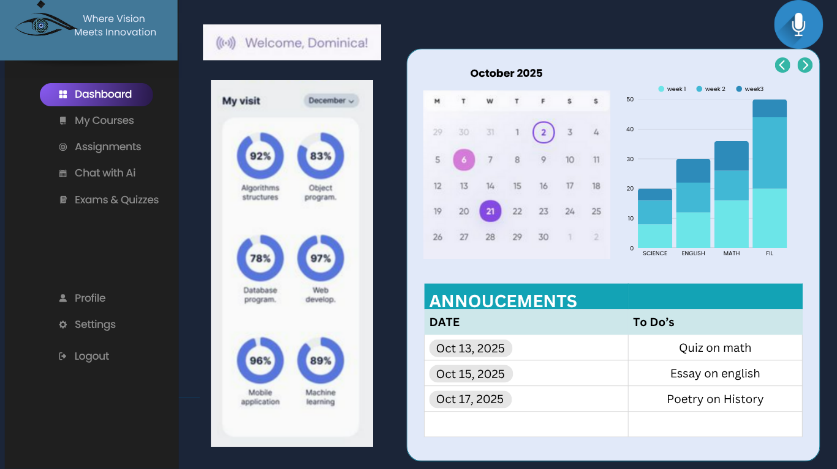 Where Vision
Meets Innovation
Dashboard
My Courses
Assignments
Chat with Ai
Exams & Quizzes
Profile
Settings
Logout
Welcome, Dominica!
My visit
December
92%
83%
Algorithms
structures
Object
program.
78%
97%
Database
program.
Web
develop.
96%
89%
Mobile
application
Machine
learning
October 2025
M T W T F S S
29 30 31 1 2 3 4
5 6 7 8 9 10 11
12 13 14 15 16 17 18
19 20 21 22 23 24 25
26 27 28 29 30 1 2
week 1 week 2 week3
50
40
30
20
10
0
SCIENCE ENGLISH MATH FIL
ANNOUCEMENTS
DATE To Do’s
Oct 13, 2025 Quiz on math
Oct 15, 2025 Essay on english
Oct 17, 2025 Poetry on History